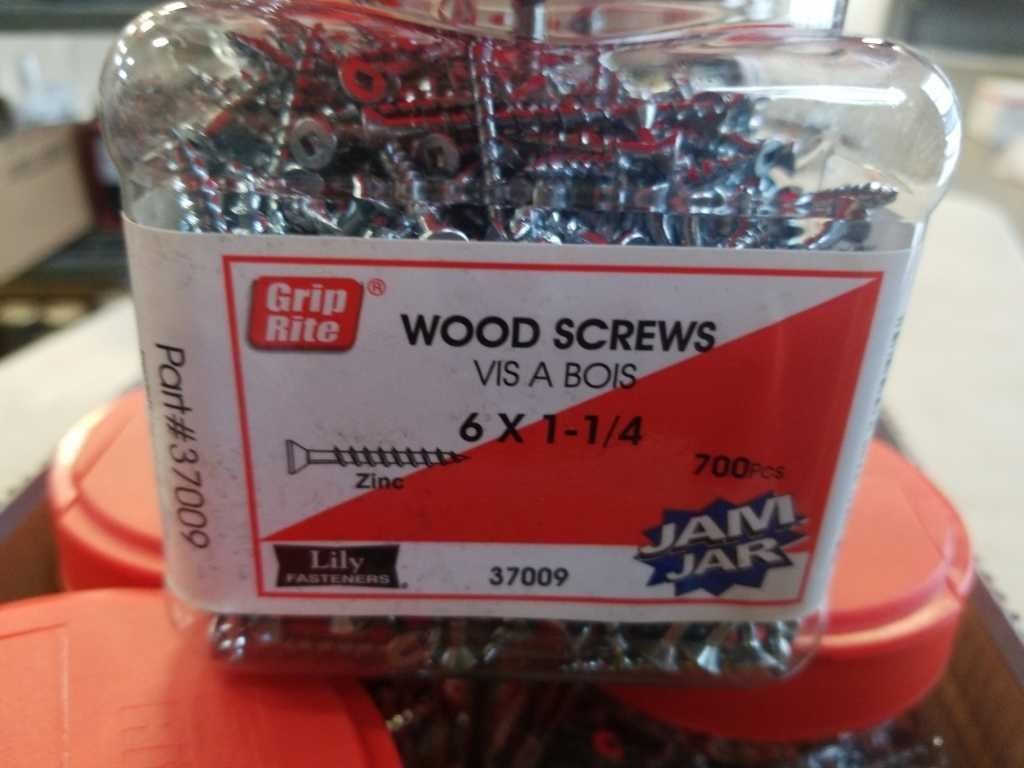 Grip
Rite®
WOOD SCREWS
VIS A BOIS
6 X 1-1/4
Zinc
700Pcs
JAM
JAR
Lily
FASTENERS
37009
Part#37009